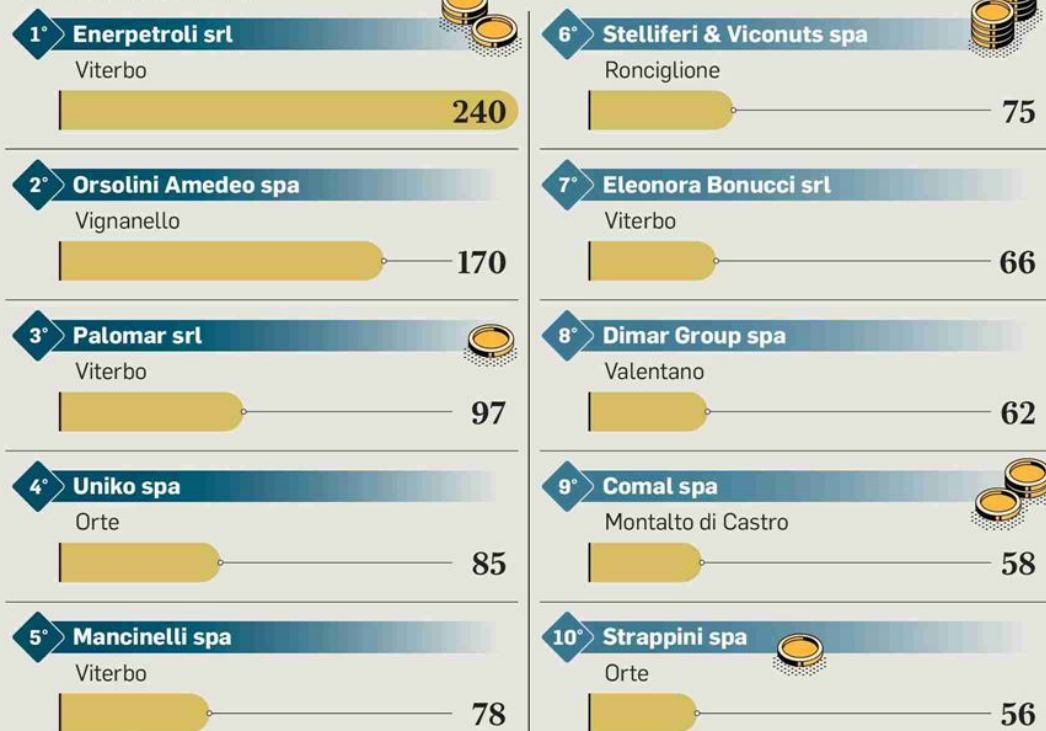 1° Enerpetroli srl
Viterbo
240
2° Orsolini Amedeo spa
Vignanello
170
3° Palomar srl
Viterbo
97
4° Uniko spa
Orte
85
5° Mancinelli spa
Viterbo
78
6° Stelliferi & Viconuts spa
Ronciglione
75
7° Eleonora Bonucci srl
Viterbo
66
8° Dimar Group spa
Valentano
62
9° Comal spa
Montalto di Castro
58
10° Strappini spa
Orte
56